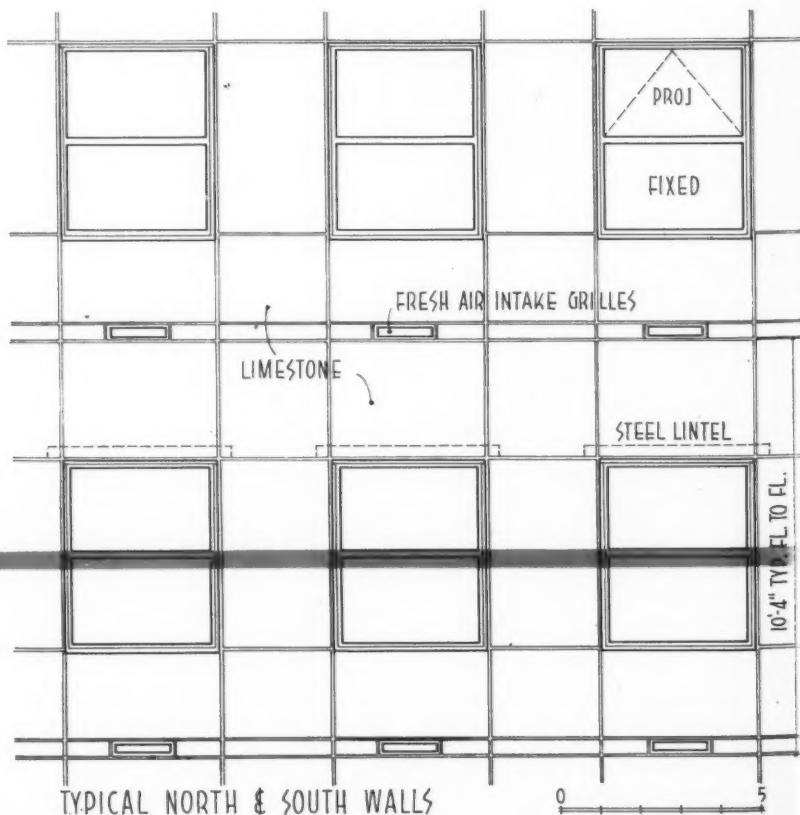 PROJ
FIXED
FRESH AIR INTAKE GRILLES
LIMESTONE
STEEL LINTEL
10'-4" TYP. FL. TO FL.
TYPICAL NORTH & SOUTH WALLS
0 5